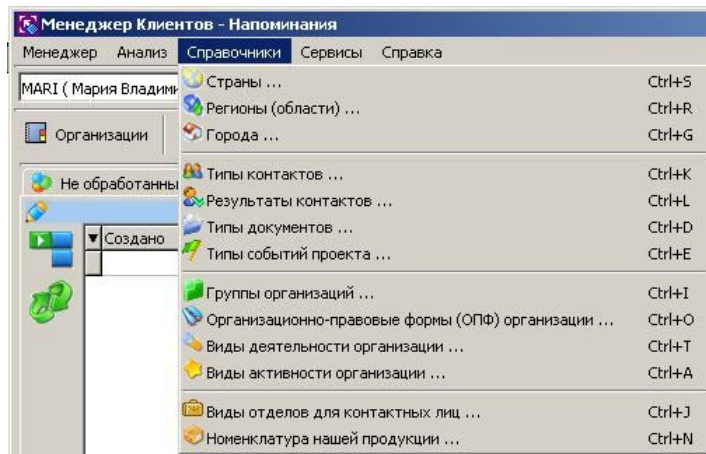 Менеджер Клиентов - Напоминания
Менеджер Анализ Справочники Сервисы Справка
MARI ( Мария
Страны ... Ctrl+S
Регионы (области) ... Ctrl+R
Организации
Города ... Ctrl+G
Типы контактов ... Ctrl+K
Не
Результаты контактов ... Ctrl+L
Типы документов ... Ctrl+D
Создано
Типы событий проекта ... Ctrl+E
Группы организаций ... Ctrl+I
Организационно-правовые формы (ОПФ) организации ... Ctrl+O
Виды деятельности организации ... Ctrl+T
Виды активности организации ... Ctrl+A
Виды отделов для контактных лиц ... Ctrl+J
Номенклатура нашей продукции ... Ctrl+N